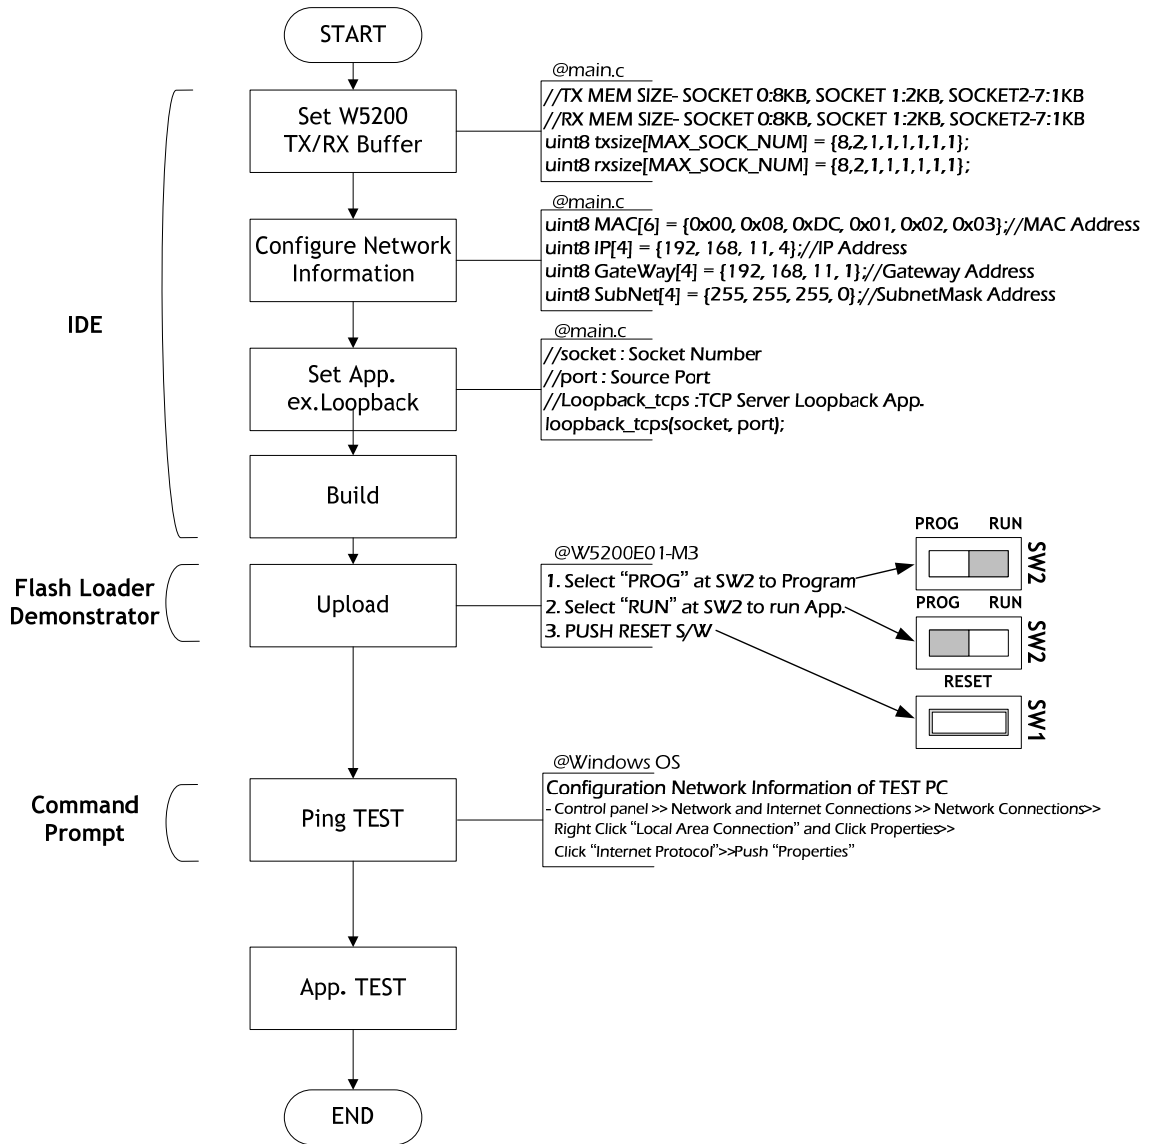 START
@main.c
//TX MEM SIZE- SOCKET 0:8KB, SOCKET 1:2KB, SOCKET2-7:1KB
//RX MEM SIZE- SOCKET 0:8KB, SOCKET 1:2KB, SOCKET2-7:1KB
uint8 txsize[MAX_SOCK_NUM] = {8,2,1,1,1,1,1,1};
uint8 rxsize[MAX_SOCK_NUM] = {8,2,1,1,1,1,1,1};
Set W5200
TX/RX Buffer
@main.c
uint8 MAC[6] = {0x00, 0x08, 0xDC, 0x01, 0x02, 0x03};//MAC Address
uint8 IP[4] = {192, 168, 11, 4};//IP Address
uint8 GateWay[4] = {192, 168, 11, 1};//Gateway Address
uint8 SubNet[4] = {255, 255, 255, 0};//SubnetMask Address
Configure Network
Information
IDE
@main.c
//socket : Socket Number
//port : Source Port
//Loopback_tcps :TCP Server Loopback App.
loopback_tcps(socket, port);
Set App.
ex.Loopback
Build
Flash Loader
Demonstrator
Upload
@W5200E01-M3
1. Select “PROG” at SW2 to Program
2. Select “RUN” at SW2 to run App.
3. PUSH RESET S/W
PROG RUN
SW2
PROG RUN
SW2
RESET
SW1
Command
Prompt
Ping TEST
@Windows OS
Configuration Network Information of TEST PC
- Control panel >> Network and Internet Connections >> Network Connections>>
Right Click “Local Area Connection” and Click Properties>>
Click “Internet Protocol”>>Push “Properties”
App. TEST
END